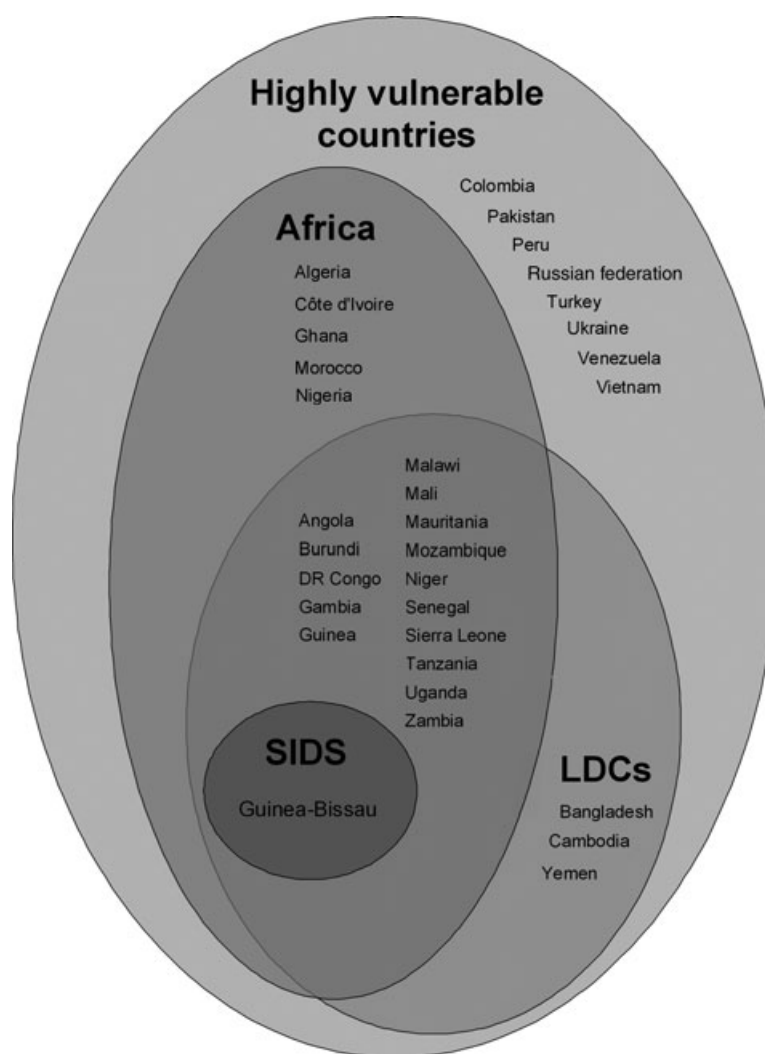 Highly vulnerable
countries
Colombia
Pakistan
Peru
Russian federation
Turkey
Ukraine
Venezuela
Vietnam
Africa
Algeria
Côte d'Ivoire
Ghana
Morocco
Nigeria
Angola
Burundi
DR Congo
Gambia
Guinea
Malawi
Mali
Mauritania
Mozambique
Niger
Senegal
Sierra Leone
Tanzania
Uganda
Zambia
SIDS
Guinea-Bissau
LDCs
Bangladesh
Cambodia
Yemen